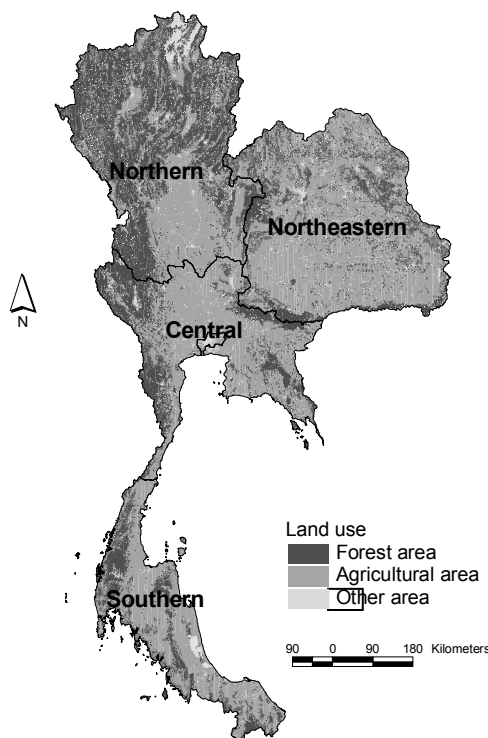 Northern
Northeastern
N
Central
Land use
Forest area
Agricultural area
Other area
Southern
90 0 90 180 Kilometers